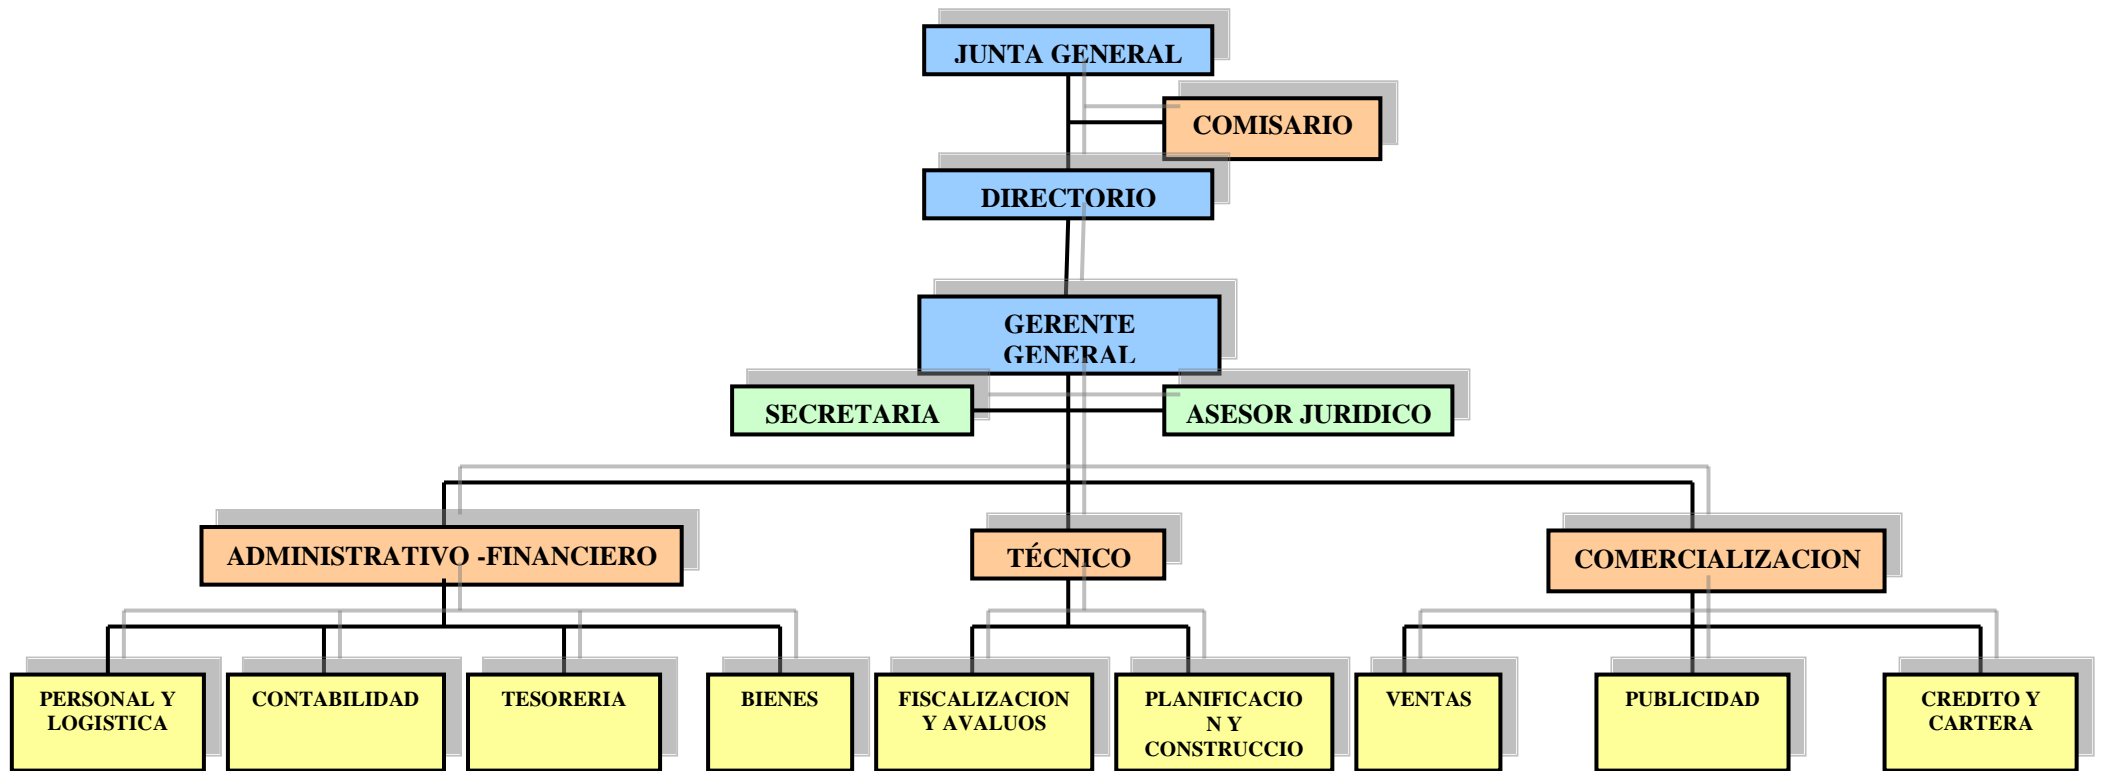 JUNTA GENERAL
COMISARIO
DIRECTORIO
GERENTE
GENERAL
SECRETARIA
ASESOR JURIDICO
ADMINISTRATIVO -FINANCIERO
TÉCNICO
COMERCIALIZACION
PERSONAL Y
LOGISTICA
CONTABILIDAD
TESORERIA
BIENES
FISCALIZACION
Y AVALUOS
PLANIFICACIO
N Y
CONSTRUCCIO
VENTAS
PUBLICIDAD
CREDITO Y
CARTERA